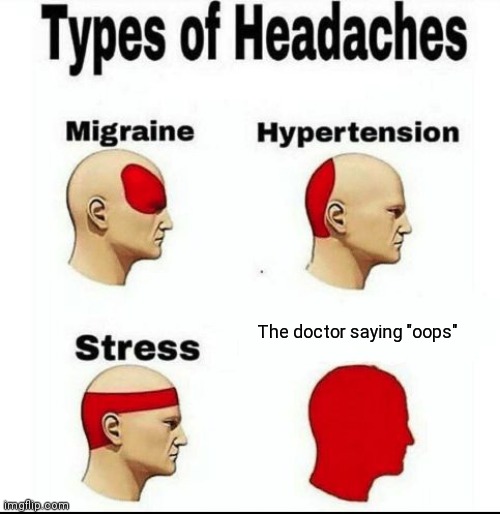 Types of Headaches
Migraine
Hypertension
Stress
The doctor saying "oops"
imgflip.com